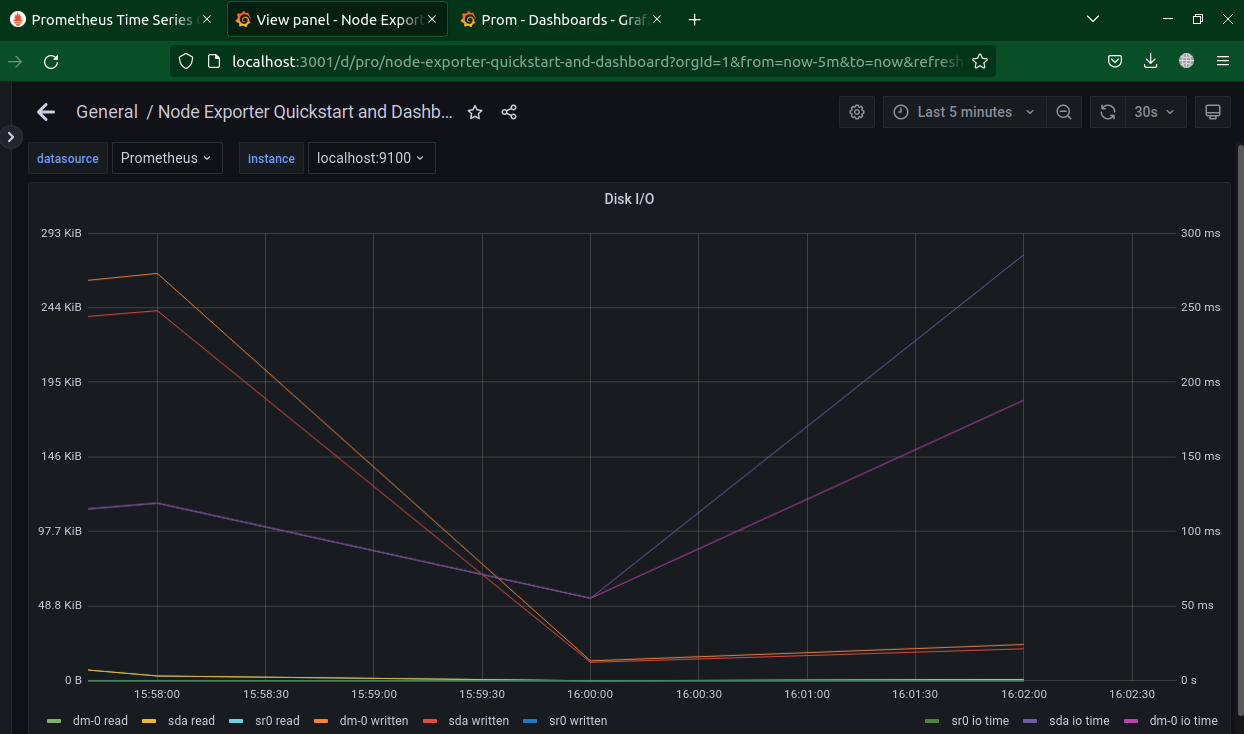 Prometheus Time Series
View panel - Node Export
Prom - Dashboards - Graf
localhost:3001/d/pro/node-exporter-quickstart-and-dashboard?orgId=1&from=now-5m&to=now&refresh
General / Node Exporter Quickstart and Dashb...
Last 5 minutes
30s
datasource Prometheus instance localhost:9100
Disk I/O
293 KiB 300 ms
244 KiB 250 ms
195 KiB 200 ms
146 KiB 150 ms
97.7 KiB 100 ms
48.8 KiB 50 ms
0 B 0 s
15:58:00 15:58:30 15:59:00 15:59:30 16:00:00 16:00:30 16:01:00 16:01:30 16:02:00 16:02:30
dm-0 read sda read sr0 read dm-0 written sda written sr0 written sr0 io time sda io time dm-0 io time